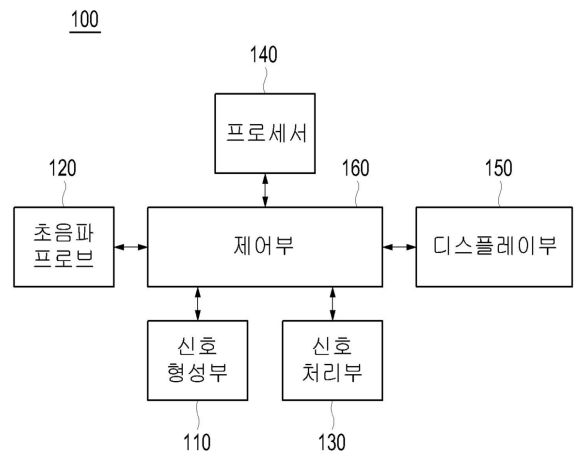 100
140
프로세서
120
160
150
초음파
프로브
제어부
디스플레이부
신호
형성부
신호
처리부
110
130